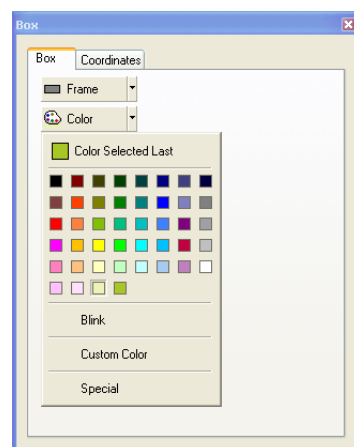 Box
Box Coordinates
Frame
Color
Color Selected Last
Blink
Custom Color
Special